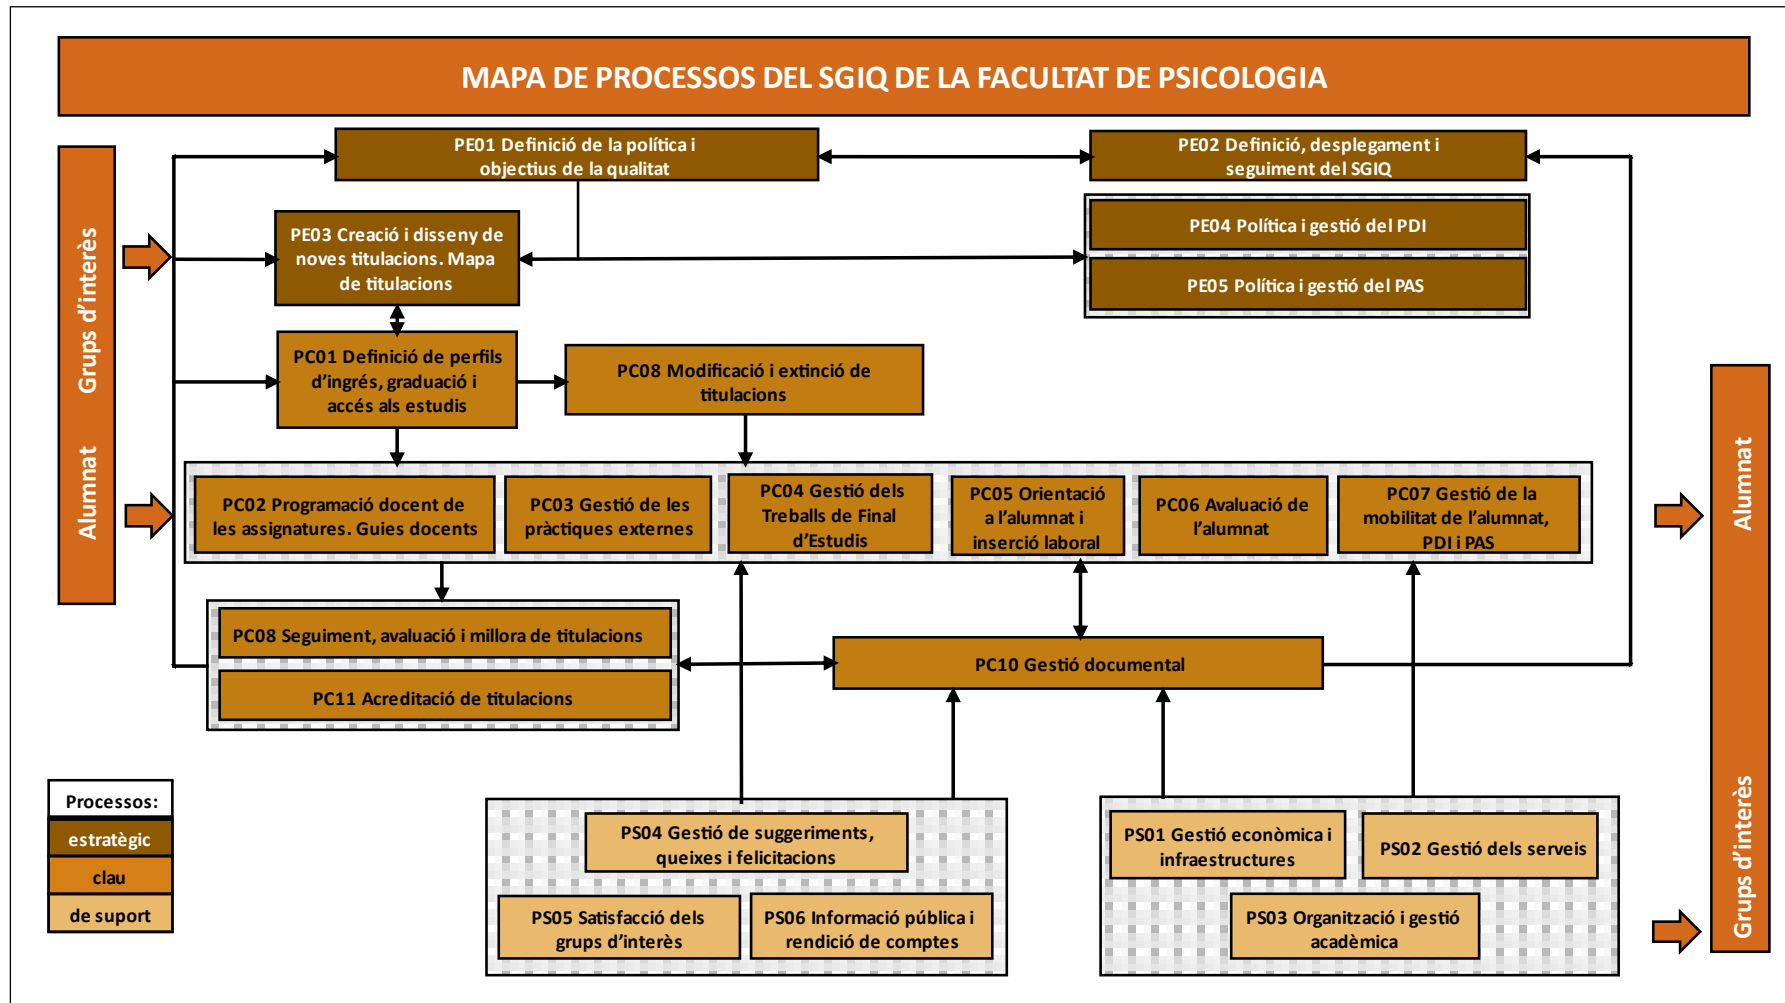 MAPA DE PROCESSOS DEL SGIQ DE LA FACULTAT DE PSICOLOGIA
Grups d’interès
Alumnat
PE01 Definició de la política i
objectius de la qualitat
PE02 Definició, desplegament i
seguiment del SGIQ
PE03 Creació i disseny de
noves titulacions. Mapa
de titulacions
PE04 Política i gestió del PDI
PE05 Política i gestió del PAS
PC01 Definició de perfils
d’ingrés, graduació i
accés als estudis
PC08 Modificació i extinció de
titulacions
PC02 Programació docent de
les assignatures. Guies docents
PC03 Gestió de les
pràctiques externes
PC04 Gestió dels
Treballs de Final
d’Estudis
PC05 Orientació
a l’alumnat i
inserció laboral
PC06 Avaluació de
l’alumnat
PC07 Gestió de la
mobilitat de l’alumnat,
PDI i PAS
PC08 Seguiment, avaluació i millora de titulacions
PC11 Acreditació de titulacions
PC10 Gestió documental
Alumnat
Grups d’interès
Processos:
estratègic
clau
de suport
PS04 Gestió de suggeriments,
queixes i felicitacions
PS05 Satisfacció dels
grups d’interès
PS06 Informació pública i
rendició de comptes
PS01 Gestió econòmica i
infraestructures
PS02 Gestió dels serveis
PS03 Organització i gestió
acadèmica